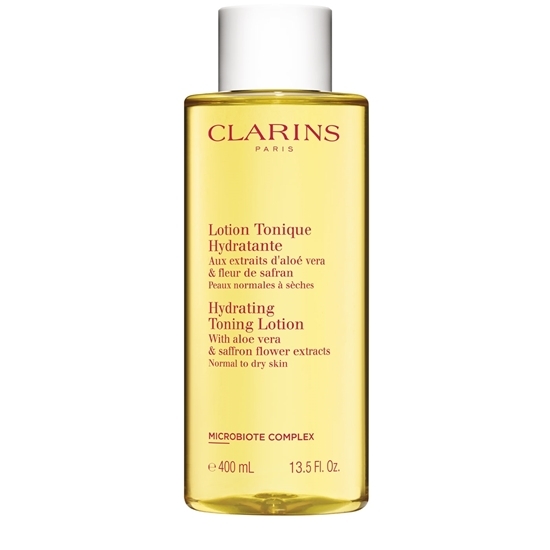 CLARINS
PARIS
Lotion Tonique
Hydratante
Aux extraits d'aloé vera
& fleur de safran
Peaux normales à sèches
Hydrating
Toning Lotion
With aloe vera
& saffron flower extracts
Normal to dry skin
MICROBIOTE COMPLEX
℮ 400 mL 13.5 Fl. Oz.